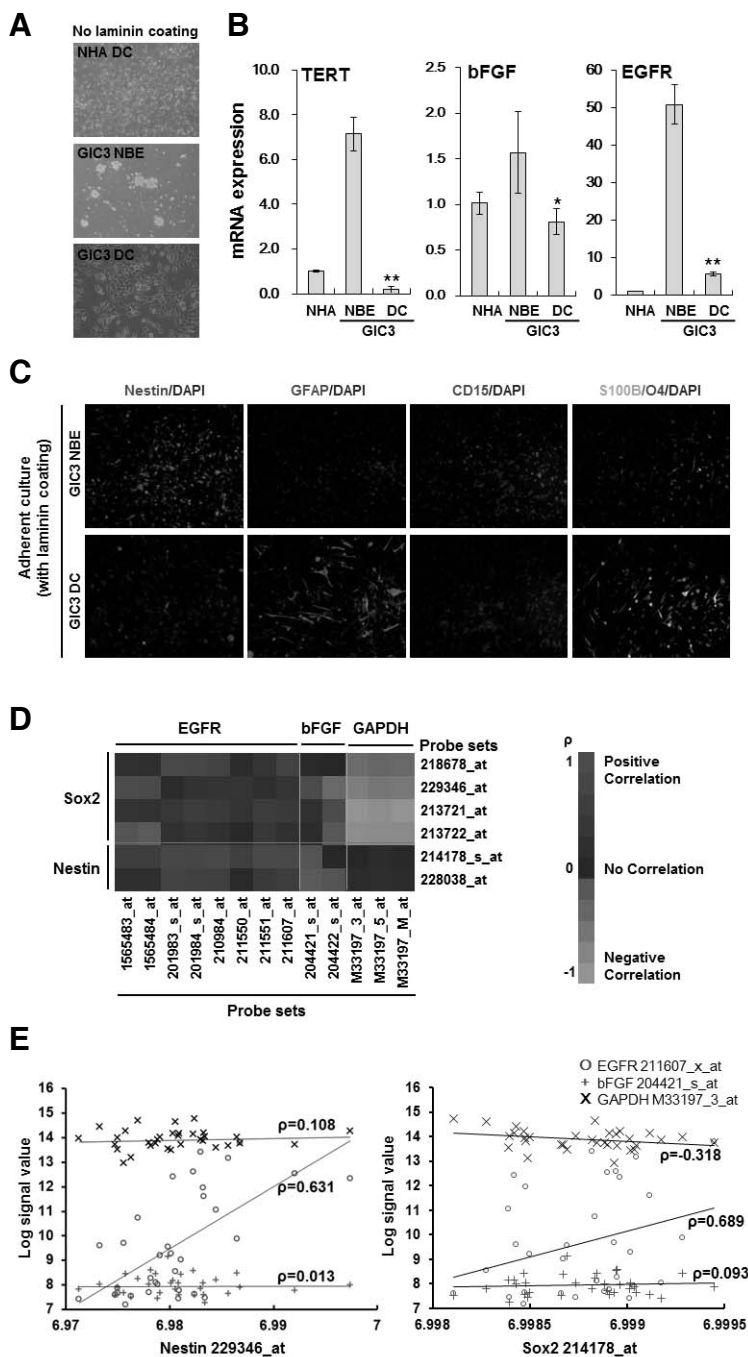 A
No laminin coating
NHA DC
GIC3 NBE
GIC3 DC
B
TERT
10.0
8.0
6.0
4.0
2.0
0.0
mRNA expression
**
NHA
NBE
DC
GIC3
bFGF
2.5
2.0
1.5
1.0
0.5
0.0
*
NHA
NBE
DC
GIC3
EGFR
60
50
40
30
20
10
0
**
NHA
NBE
DC
GIC3
C
Nestin/DAPI
GFAP/DAPI
CD15/DAPI
S100B/O4/DAPI
Adherent culture
(with laminin coating)
GIC3 NBE
GIC3 DC
D
EGFR
bFGF
GAPDH
Probe sets
Sox2
218678_at
229346_at
213721_at
213722_at
Nestin
214178_s_at
228038_at
1565483_at
1565484_at
201983_s_at
201984_s_at
210984_at
211550_at
211551_at
211607_at
204421_s_at
204422_s_at
M33197_3_at
M33197_5_at
M33197_M_at
Probe sets
ρ
1
Positive
Correlation
0
No Correlation
-1
Negative
Correlation
E
O EGFR 211607_x_at
+ bFGF 204421_s_at
X GAPDH M33197_3_at
16
15
14
13
12
11
10
9
8
7
Log signal value
ρ=0.108
ρ=0.631
ρ=0.013
6.97
6.98
6.99
7
Nestin 229346_at
16
15
14
13
12
11
10
9
8
7
Log signal value
ρ=-0.318
ρ=0.689
ρ=0.093
6.998
6.9985
6.999
6.9995
Sox2 214178_at